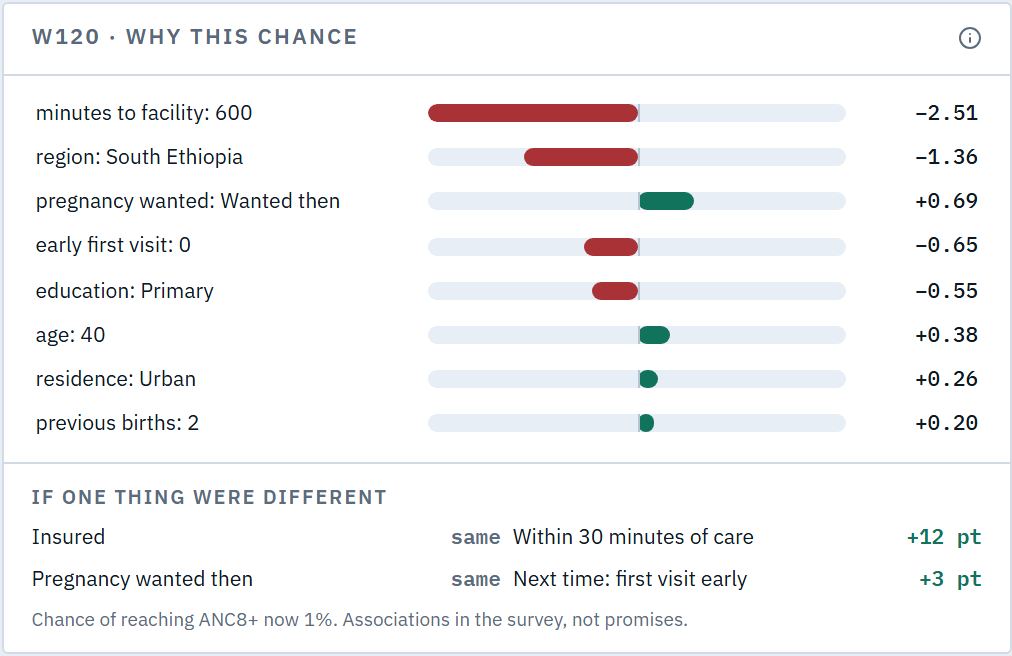 W120 · WHY THIS CHANCE
minutes to facility: 600 −2.51
region: South Ethiopia −1.36
pregnancy wanted: Wanted then +0.69
early first visit: 0 −0.65
education: Primary −0.55
age: 40 +0.38
residence: Urban +0.26
previous births: 2 +0.20
IF ONE THING WERE DIFFERENT
Insured same Within 30 minutes of care +12 pt
Pregnancy wanted then same Next time: first visit early +3 pt
Chance of reaching ANC8+ now 1%. Associations in the survey, not promises.